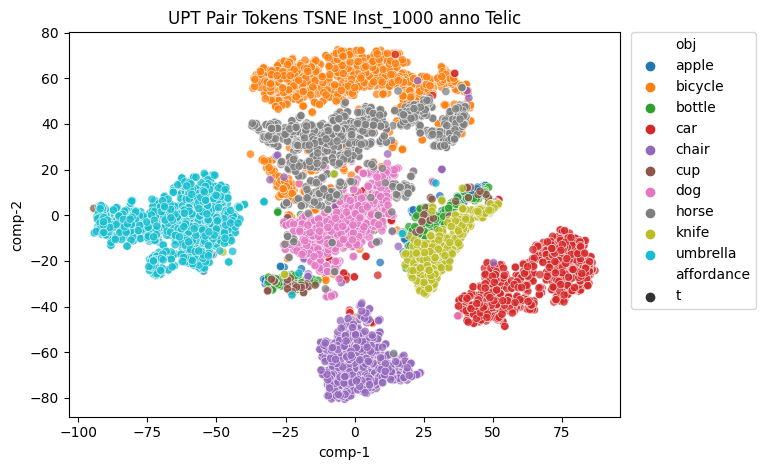 UPT Pair Tokens TSNE Inst_1000 anno Telic
80
60
40
20
0
−20
−40
−60
−80
comp-2
−100
−75
−50
−25
0
25
50
75
comp-1
obj
apple
bicycle
bottle
car
chair
cup
dog
horse
knife
umbrella
affordance
t